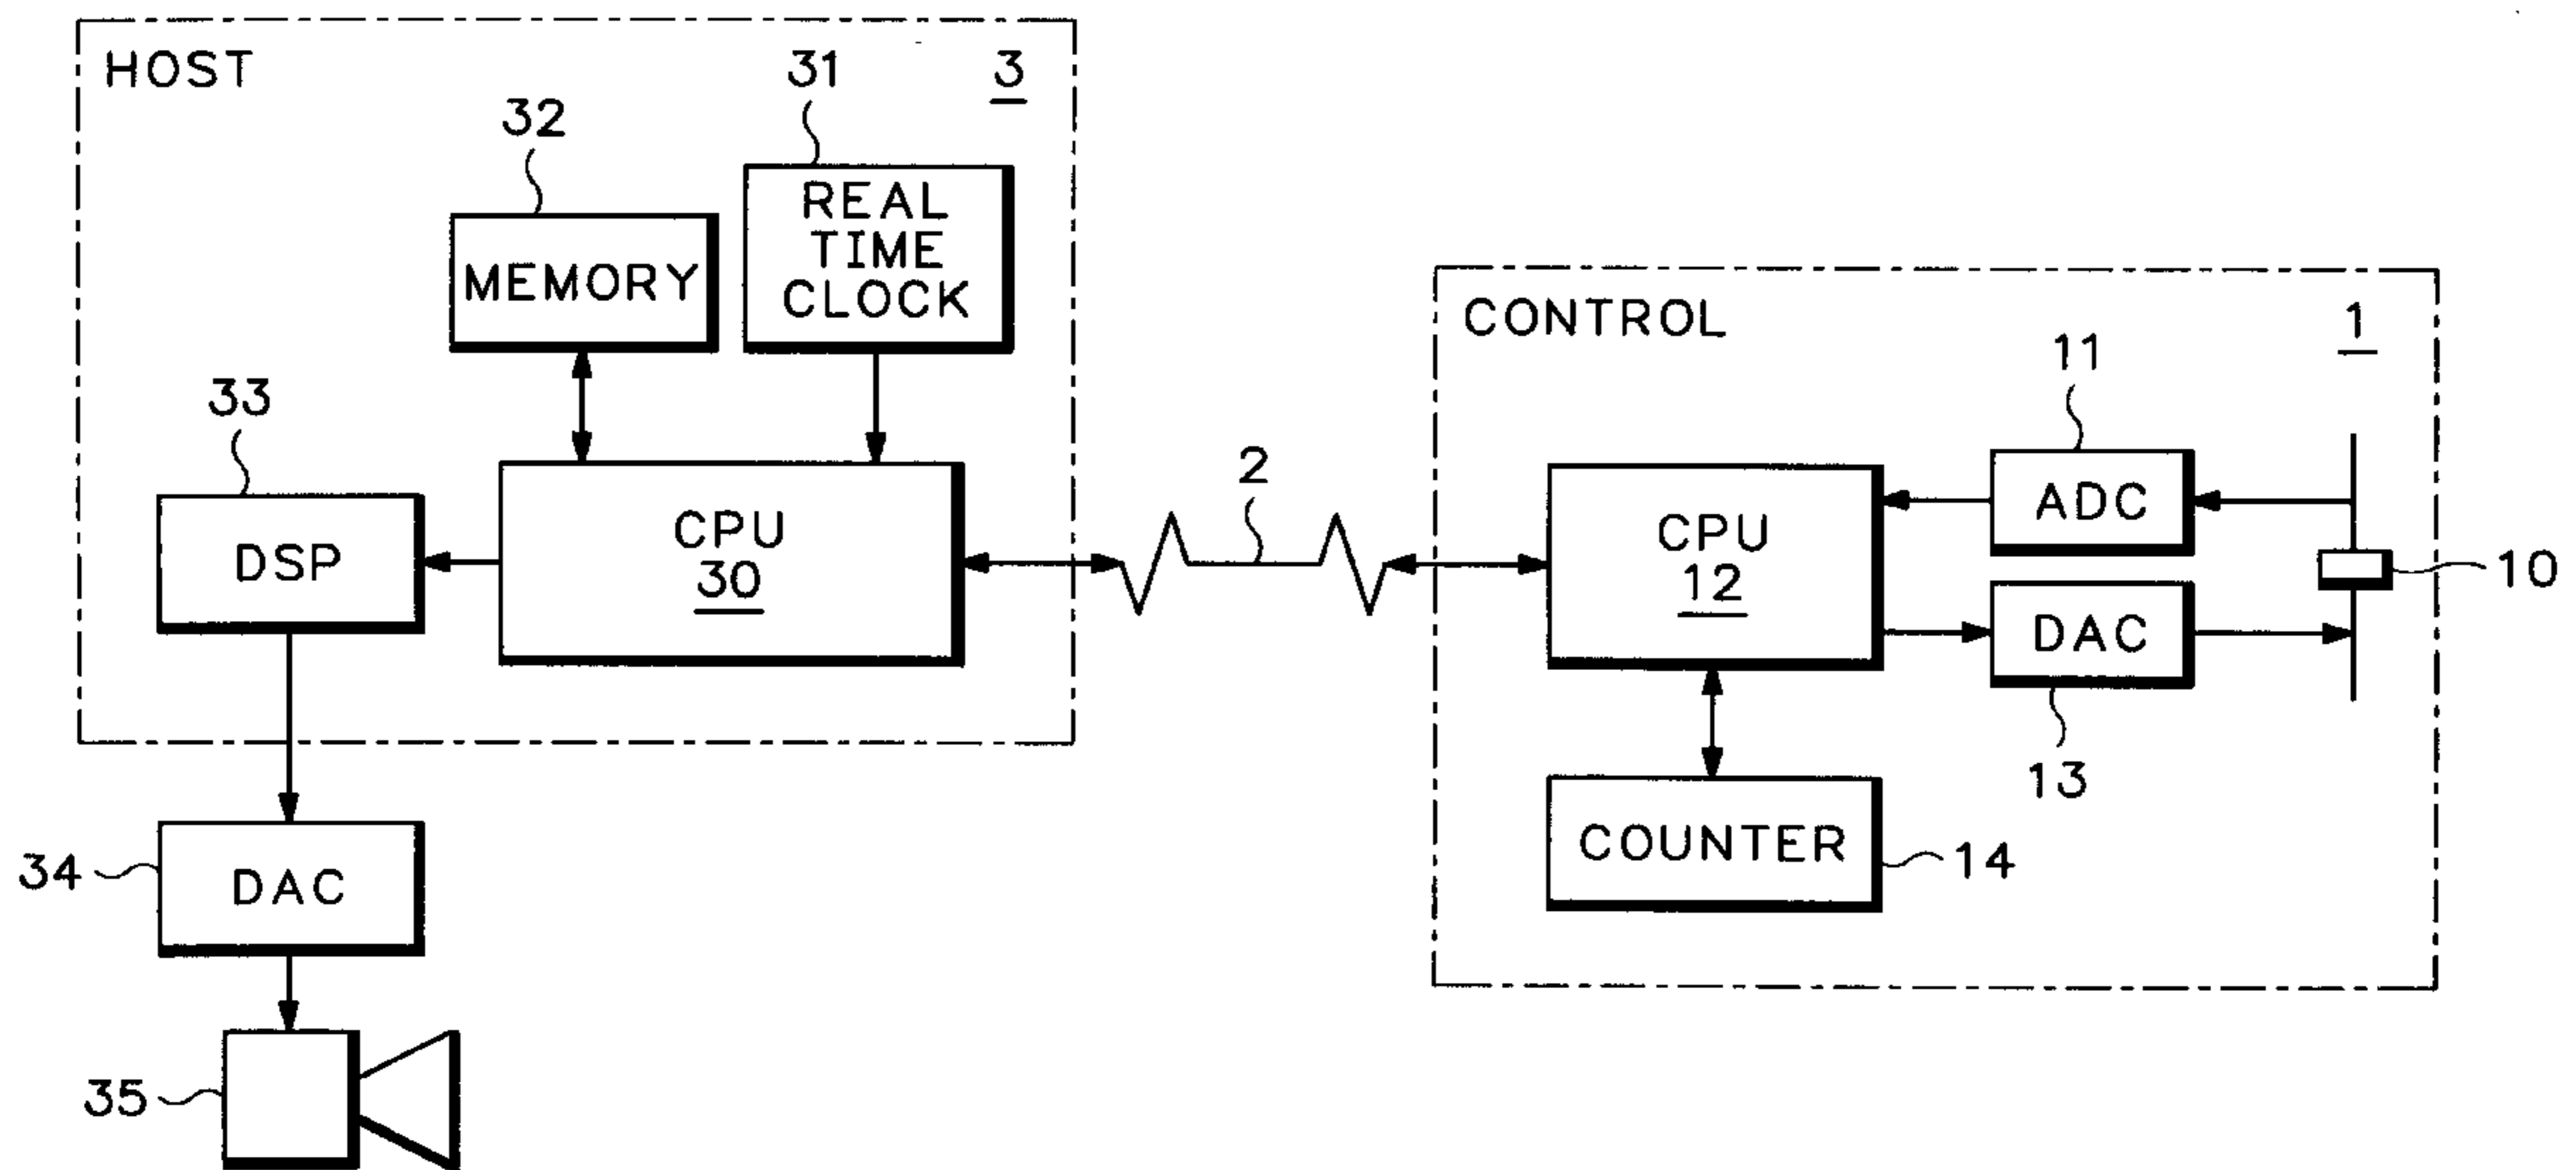 HOST
3
31
32
REAL
TIME
CLOCK
MEMORY
33
DSP
CPU
30
34
DAC
35
2
CONTROL
1
11
ADC
CPU
12
10
DAC
13
COUNTER
14